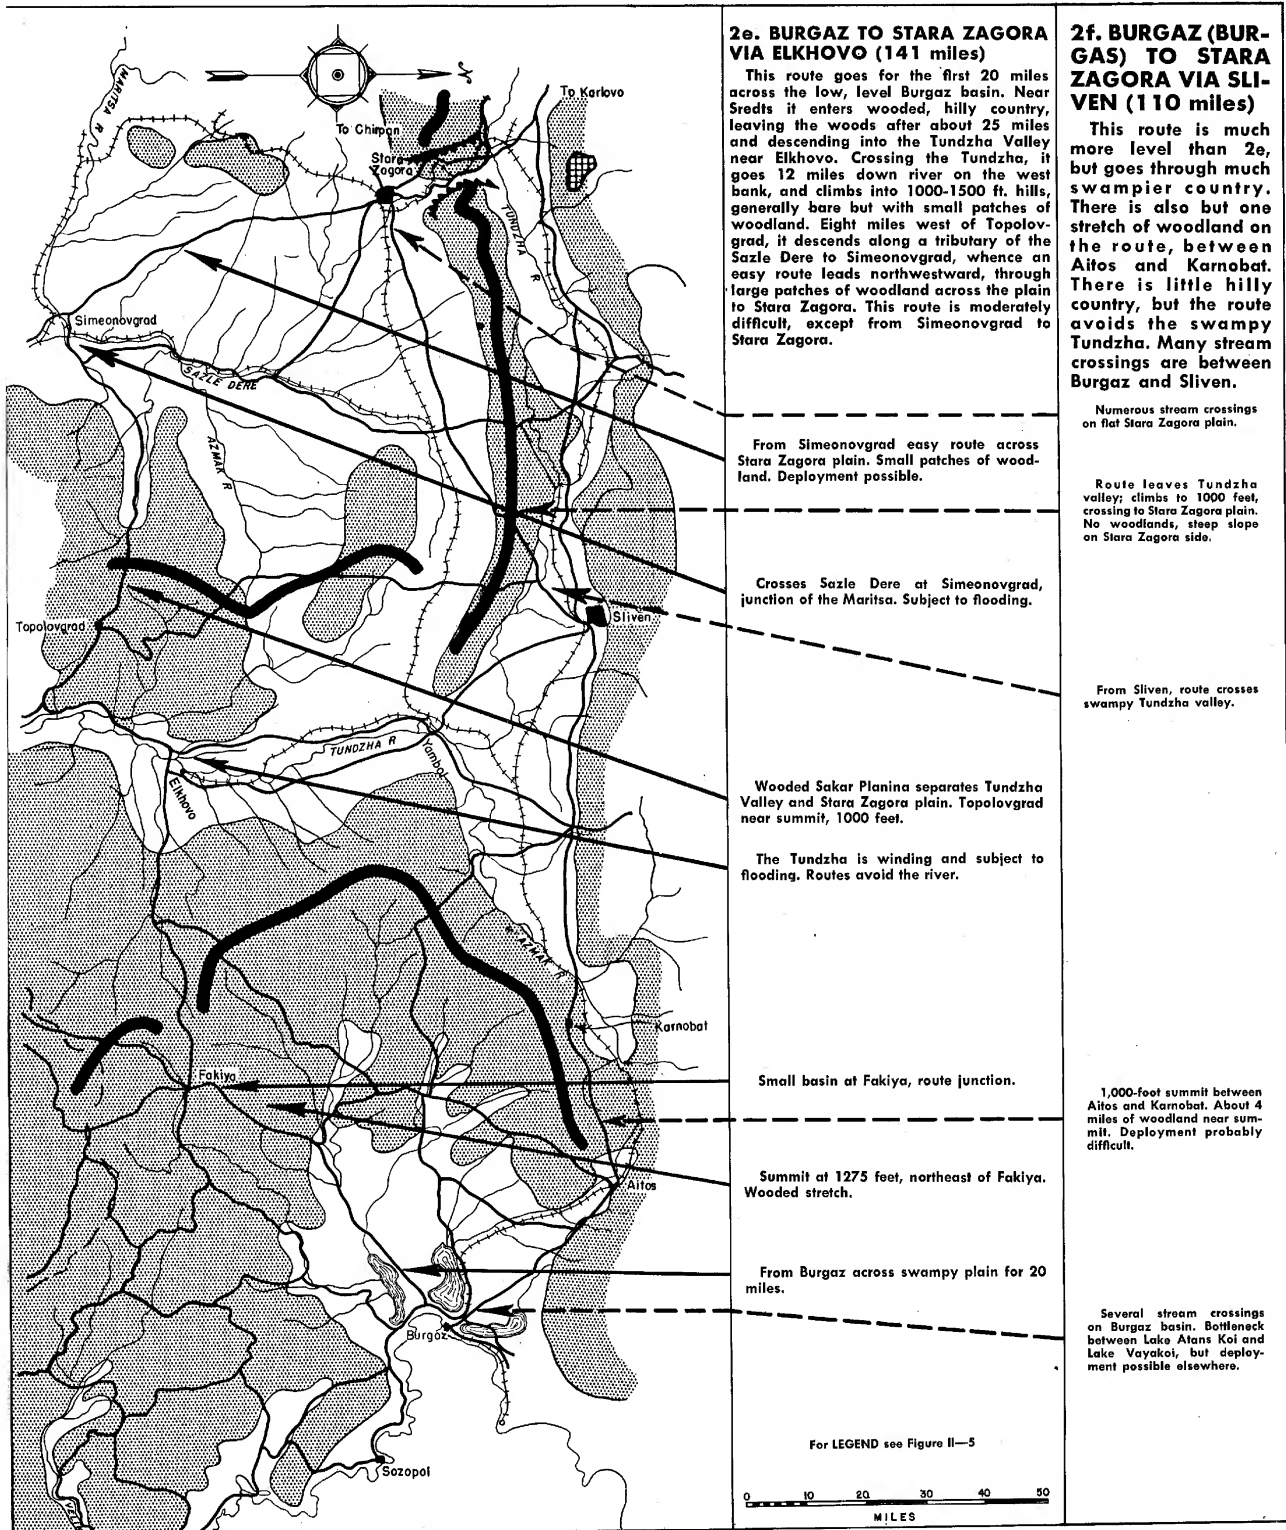 MARITSA R.
N
To Karlovo
To Chirpan
Stara
Zagora
TUNDZHA R
Simeonovgrad
SAZLE DERE
AZMAK R
Topolovgrad
Sliven
TUNDZHA R
Yambol
Elkhovo
AZMAK R
Karnobat
Fakiya
Aitos
Burgaz
Sozopol
2e. BURGAZ TO STARA ZAGORA
VIA ELKHOVO (141 miles)
This route goes for the first 20 miles
across the low, level Burgaz basin. Near
Sredts it enters wooded, hilly country,
leaving the woods after about 25 miles
and descending into the Tundzha Valley
near Elkhovo. Crossing the Tundzha, it
goes 12 miles down river on the west
bank, and climbs into 1000-1500 ft. hills,
generally bare but with small patches of
woodland. Eight miles west of Topolov-
grad, it descends along a tributary of the
Sazle Dere to Simeonovgrad, whence an
easy route leads northwestward, through
large patches of woodland across the plain
to Stara Zagora. This route is moderately
difficult, except from Simeonovgrad to
Stara Zagora.
From Simeonovgrad easy route across
Stara Zagora plain. Small patches of wood-
land. Deployment possible.
Crosses Sazle Dere at Simeonovgrad,
junction of the Maritsa. Subject to flooding.
Wooded Sakar Planina separates Tundzha
Valley and Stara Zagora plain. Topolovgrad
near summit, 1000 feet.
The Tundzha is winding and subject to
flooding. Routes avoid the river.
Small basin at Fakiya, route junction.
Summit at 1275 feet, northeast of Fakiya.
Wooded stretch.
From Burgaz across swampy plain for 20
miles.
For LEGEND see Figure II—5
0 10 20 30 40 50
MILES
2f. BURGAZ (BUR-
GAS) TO STARA
ZAGORA VIA SLI-
VEN (110 miles)
This route is much
more level than 2e,
but goes through much
swampier country.
There is also but one
stretch of woodland on
the route, between
Aitos and Karnobat.
There is little hilly
country, but the route
avoids the swampy
Tundzha. Many stream
crossings are between
Burgaz and Sliven.
Numerous stream crossings
on flat Stara Zagora plain.
Route leaves Tundzha
valley; climbs to 1000 feet,
crossing to Stara Zagora plain.
No woodlands, steep slope
on Stara Zagora side.
From Sliven, route crosses
swampy Tundzha valley.
1,000-foot summit between
Aitos and Karnobat. About 4
miles of woodland near sum-
mit. Deployment probably
difficult.
Several stream crossings
on Burgaz basin. Bottleneck
between Lake Atans Koi and
Lake Vayakoi, but deploy-
ment possible elsewhere.